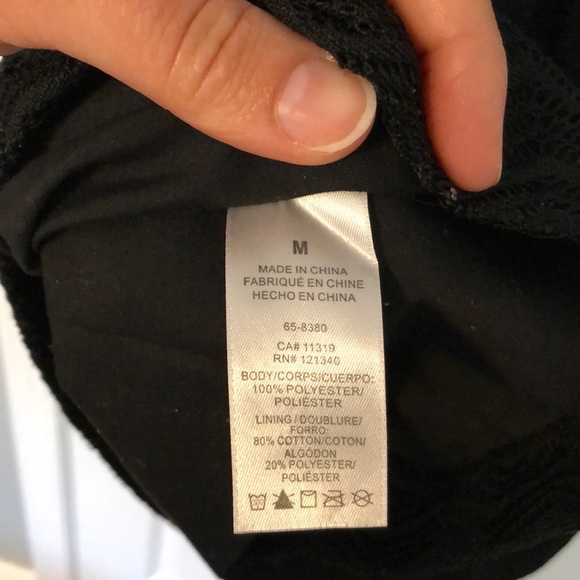 M
MADE IN CHINA
FABRIQUÉ EN CHINE
HECHO EN CHINA
65-8380
CA# 11319
RN# 121340
BODY/CORPS/CUERPO:
100% POLYESTER/
POLIÉSTER
LINING/DOUBLURE/
FORRO:
80% COTTON/COTON/
ALGODÓN
20% POLYESTER/
POLIÉSTER